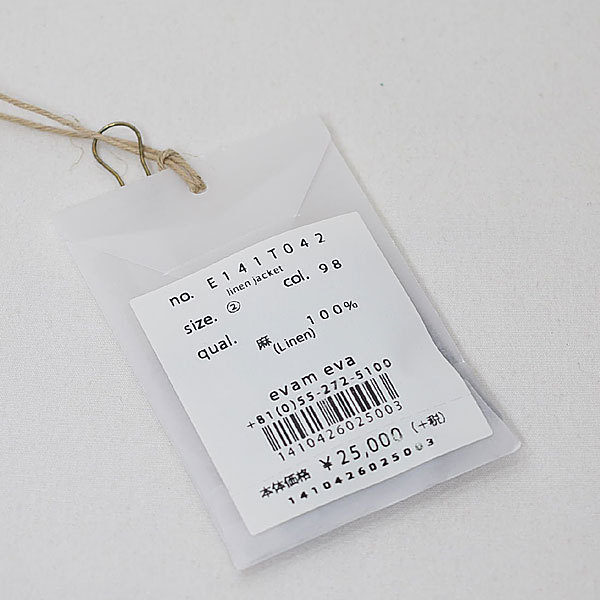 no. E141T042
linen jacket
size. ② col. 98
qual. 麻 100%
(Linen)
evam eva
+81(0)55-272-5100
1410426025003
本体価格 ¥25,000 (+税)
1410426025003